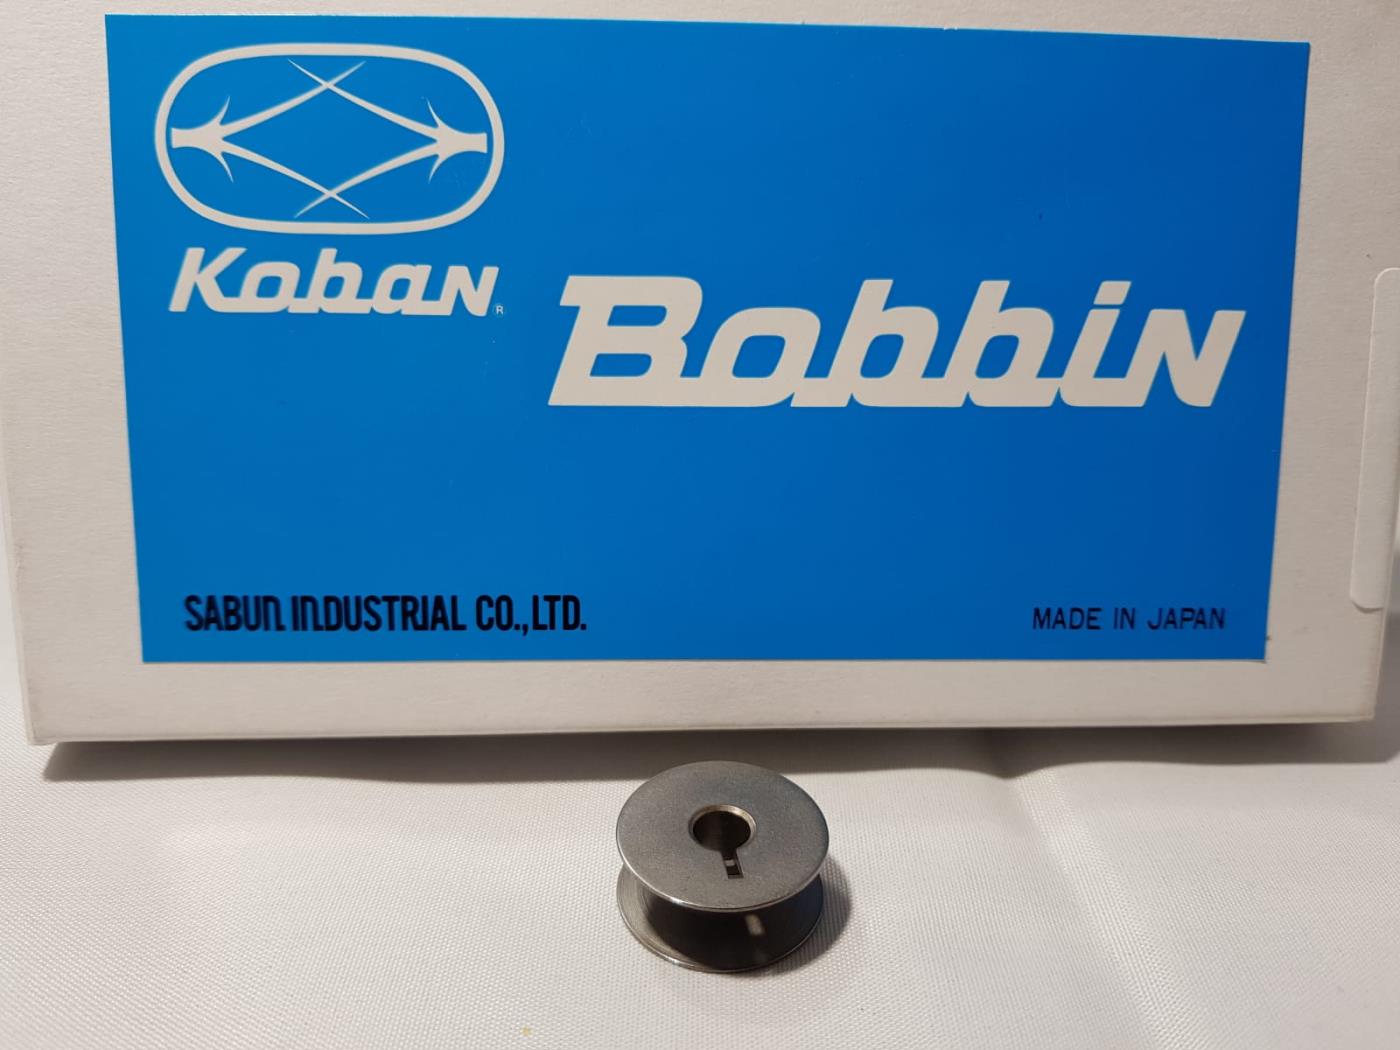 KobaN®
BobbiN
SABUN INDUSTRIAL CO.,LTD.
MADE IN JAPAN